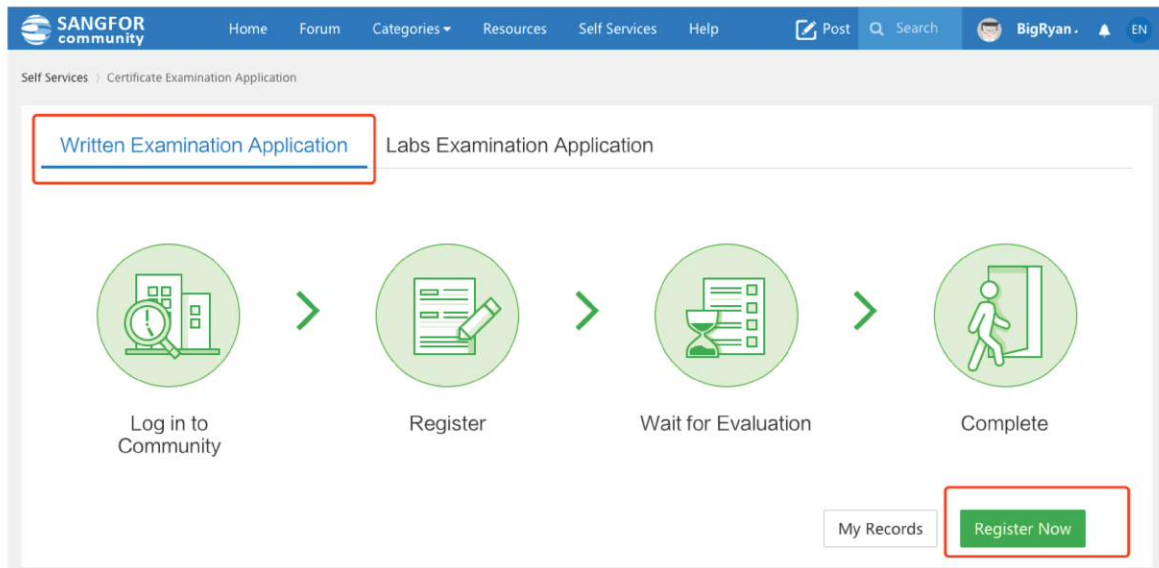 SANGFOR
community
Home Forum Categories Resources Self Services Help Post Search BigRyan. EN
Self Services Certificate Examination Application
Written Examination Application Labs Examination Application
Log in to
Community
Register
Wait for Evaluation
Complete
My Records Register Now